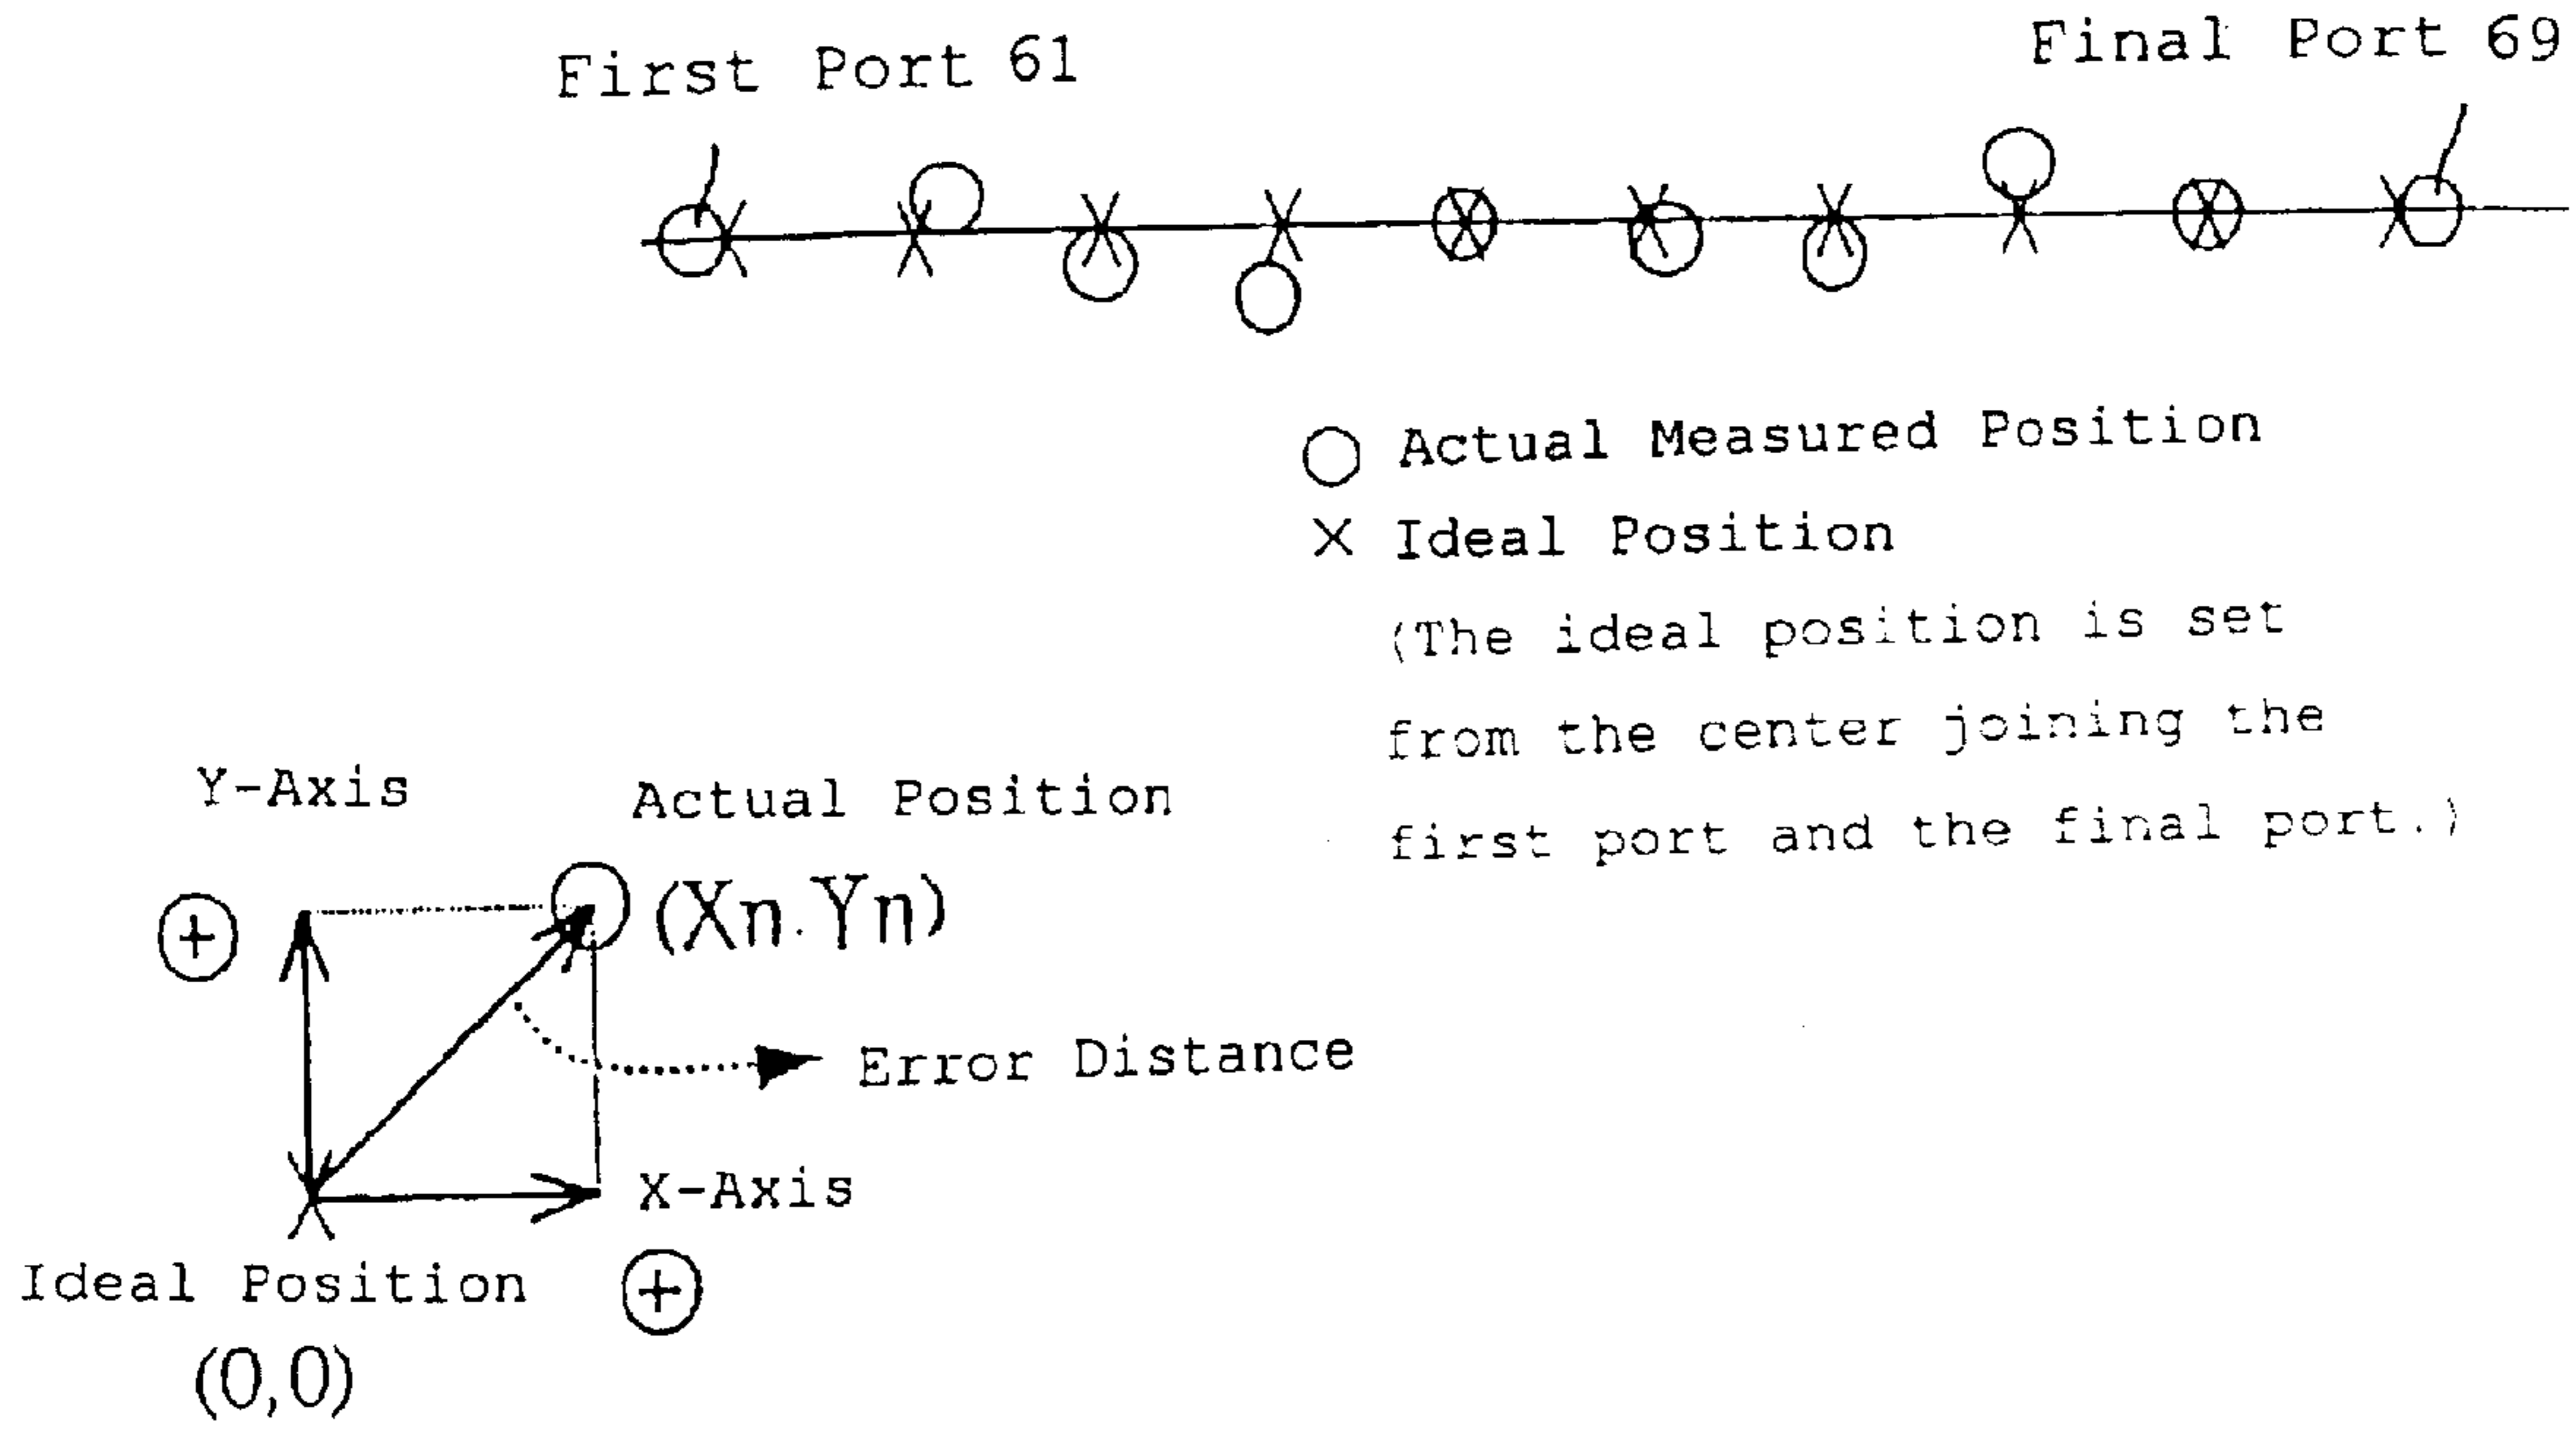 First Port 61
Final Port 69
Actual Measured Position
Ideal Position
(The ideal position is set
from the center joining the
first port and the final port.)
Y-Axis
Actual Position
(Xn.Yn)
Error Distance
X-Axis
Ideal Position
(0,0)